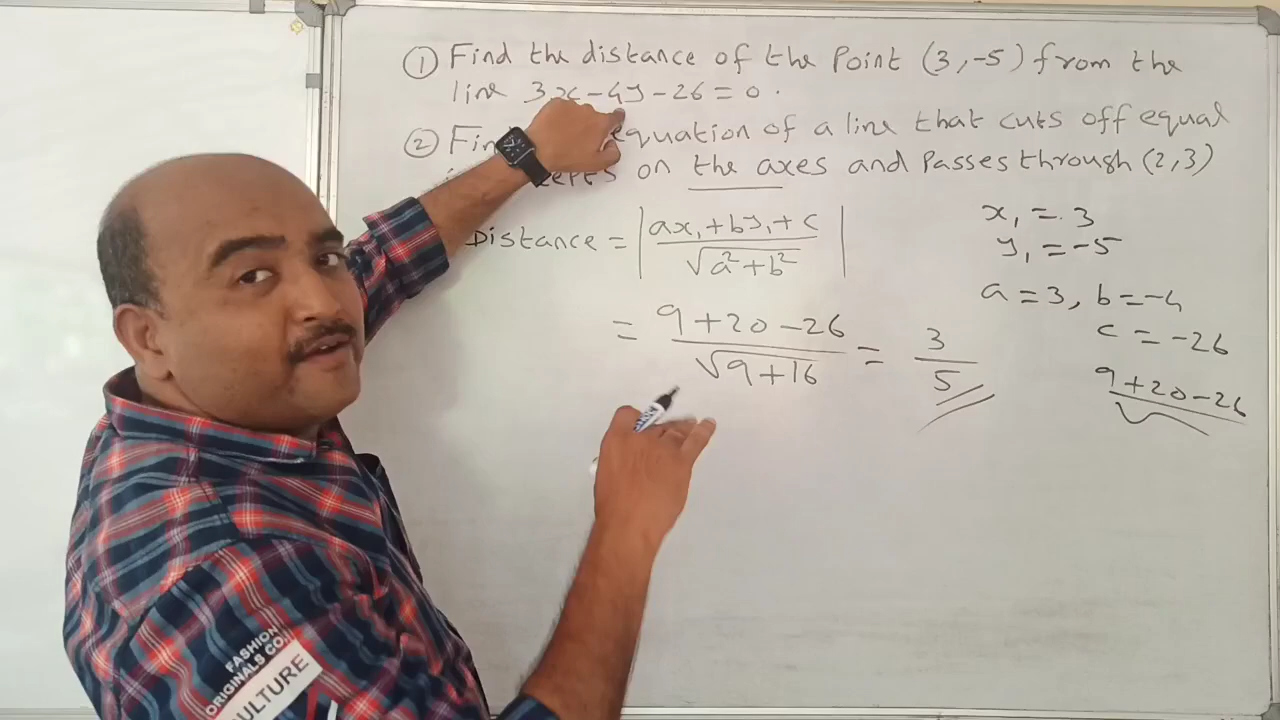 ① Find the distance of the Point (3,-5) from the
line 3x-4y-26=0.
② equation of a line that cuts off equal
on the axes and Passes through (2,3)
Distance = |ax₁+by₁+c / √a²+b²|
= 9+20-26 / √9+16 = 3/5
x₁ = 3
y₁ = -5
a=3, b=-4
c = -26
9+20-26
FASHION
ORIGINALS CO.
ULTURE